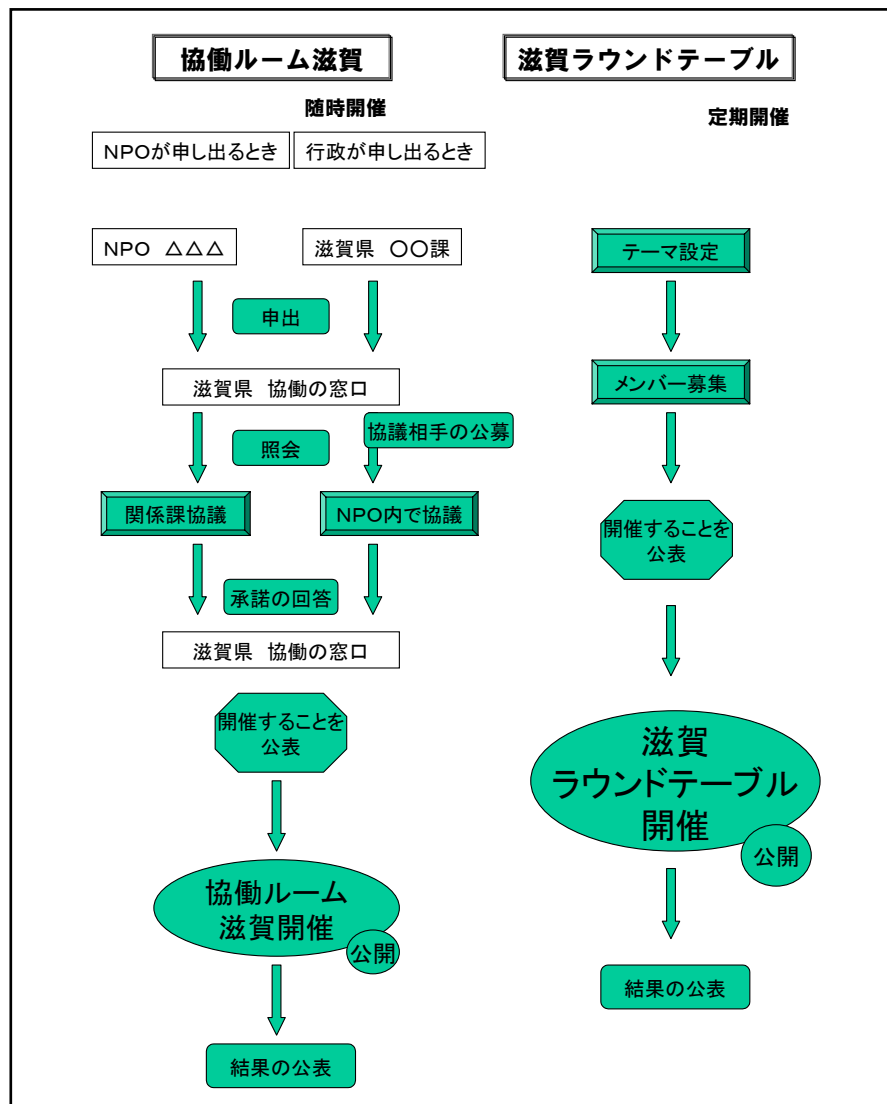 協働ルーム滋賀
随時開催
NPOが申し出るとき
行政が申し出るとき
NPO △△△
滋賀県 〇〇課
申出
滋賀県 協働の窓口
照会
協議相手の公募
関係課協議
NPO内で協議
承諾の回答
滋賀県 協働の窓口
開催することを
公表
協働ルーム
滋賀開催
公開
結果の公表
滋賀ラウンドテーブル
定期開催
テーマ設定
メンバー募集
開催することを
公表
滋賀
ラウンドテーブル
開催
公開
結果の公表